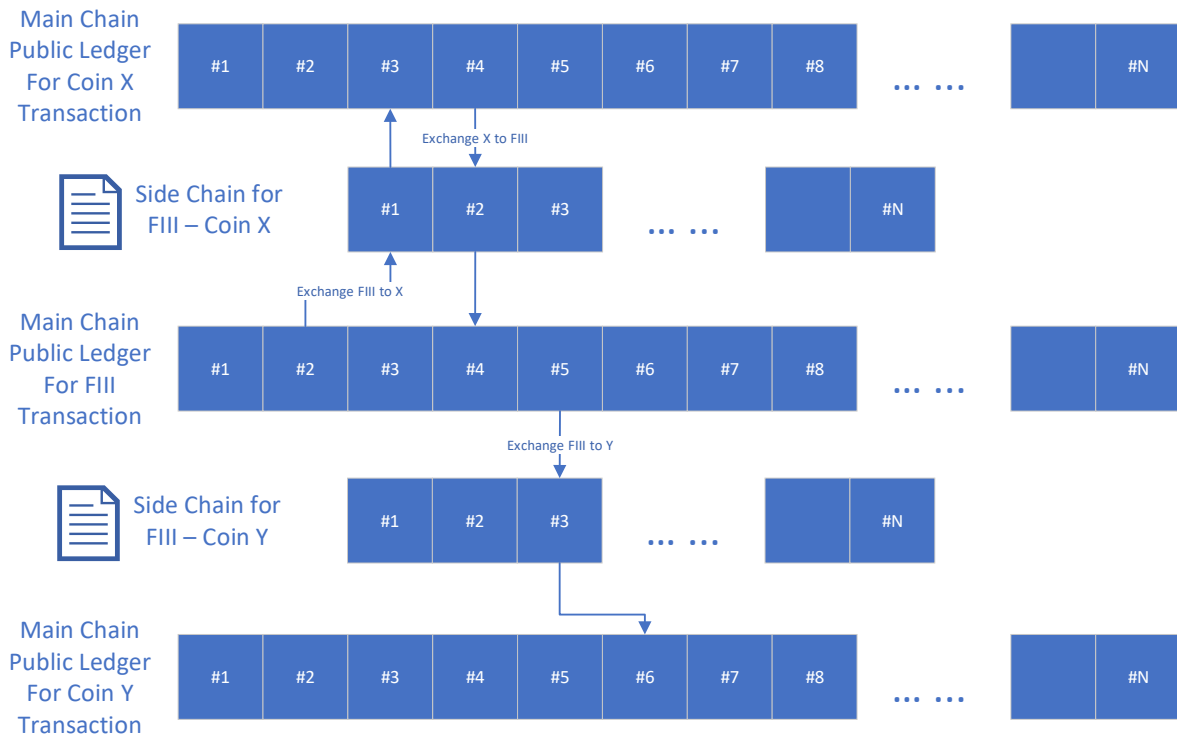 Main Chain
Public Ledger
For Coin X
Transaction
#1 #2 #3 #4 #5 #6 #7 #8 ... ... #N
Exchange X to FIII
Side Chain for
FIII – Coin X
#1 #2 #3 ... ... #N
Exchange FIII to X
Main Chain
Public Ledger
For FIII
Transaction
#1 #2 #3 #4 #5 #6 #7 #8 ... ... #N
Exchange FIII to Y
Side Chain for
FIII – Coin Y
#1 #2 #3 ... ... #N
Main Chain
Public Ledger
For Coin Y
Transaction
#1 #2 #3 #4 #5 #6 #7 #8 ... ... #N